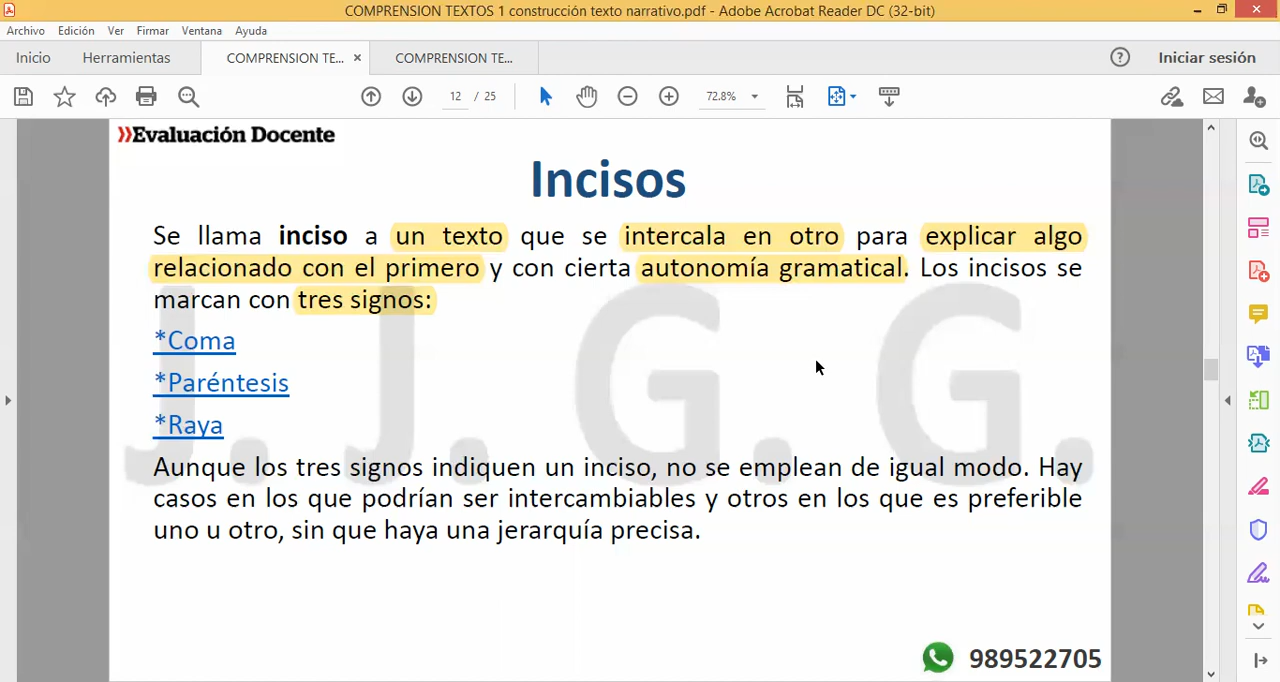 COMPRENSION TEXTOS 1 construcción texto narrativo.pdf - Adobe Acrobat Reader DC (32-bit)
Archivo Edición Ver Firmar Ventana Ayuda
Inicio Herramientas COMPRENSION TE... × COMPRENSION TE... Iniciar sesión
12 / 25 72.8%
»Evaluación Docente
Incisos
Se llama inciso a un texto que se intercala en otro para explicar algo
relacionado con el primero y con cierta autonomía gramatical. Los incisos se
marcan con tres signos:
*Coma
*Paréntesis
*Raya
J. J. G. G.
Aunque los tres signos indiquen un inciso, no se emplean de igual modo. Hay
casos en los que podrían ser intercambiables y otros en los que es preferible
uno u otro, sin que haya una jerarquía precisa.
989522705